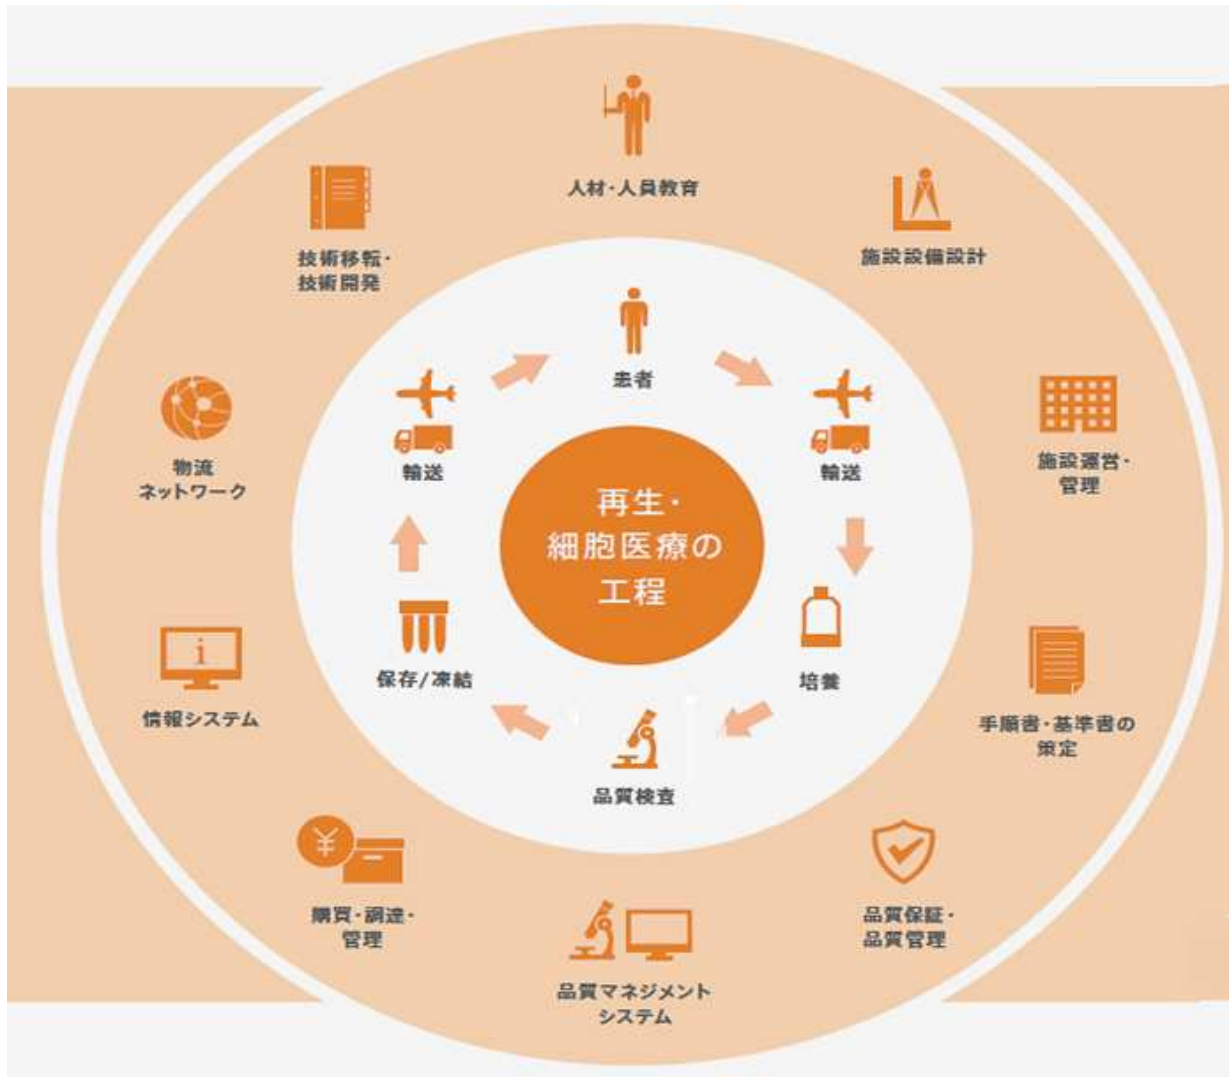 人材・人員教育
技術移転・
技術開発
施設設備設計
患者
輸送
輸送
物流
ネットワーク
施設運営・
管理
再生・
細胞医療の
工程
保存/凍結
培養
情報システム
手順書・基準書の
策定
品質検査
¥
購買・調達・
管理
品質保証・
品質管理
品質マネジメント
システム
i